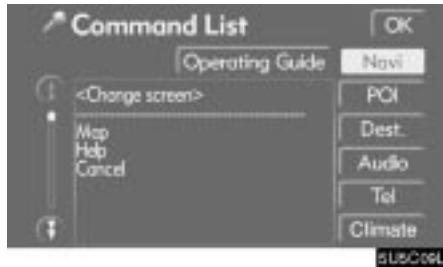 Command List
OK
Operating Guide
Navi
<Change screen>
POI
Map
Help
Cancel
Dest.
Audio
Tel
Climate
5U5C09L